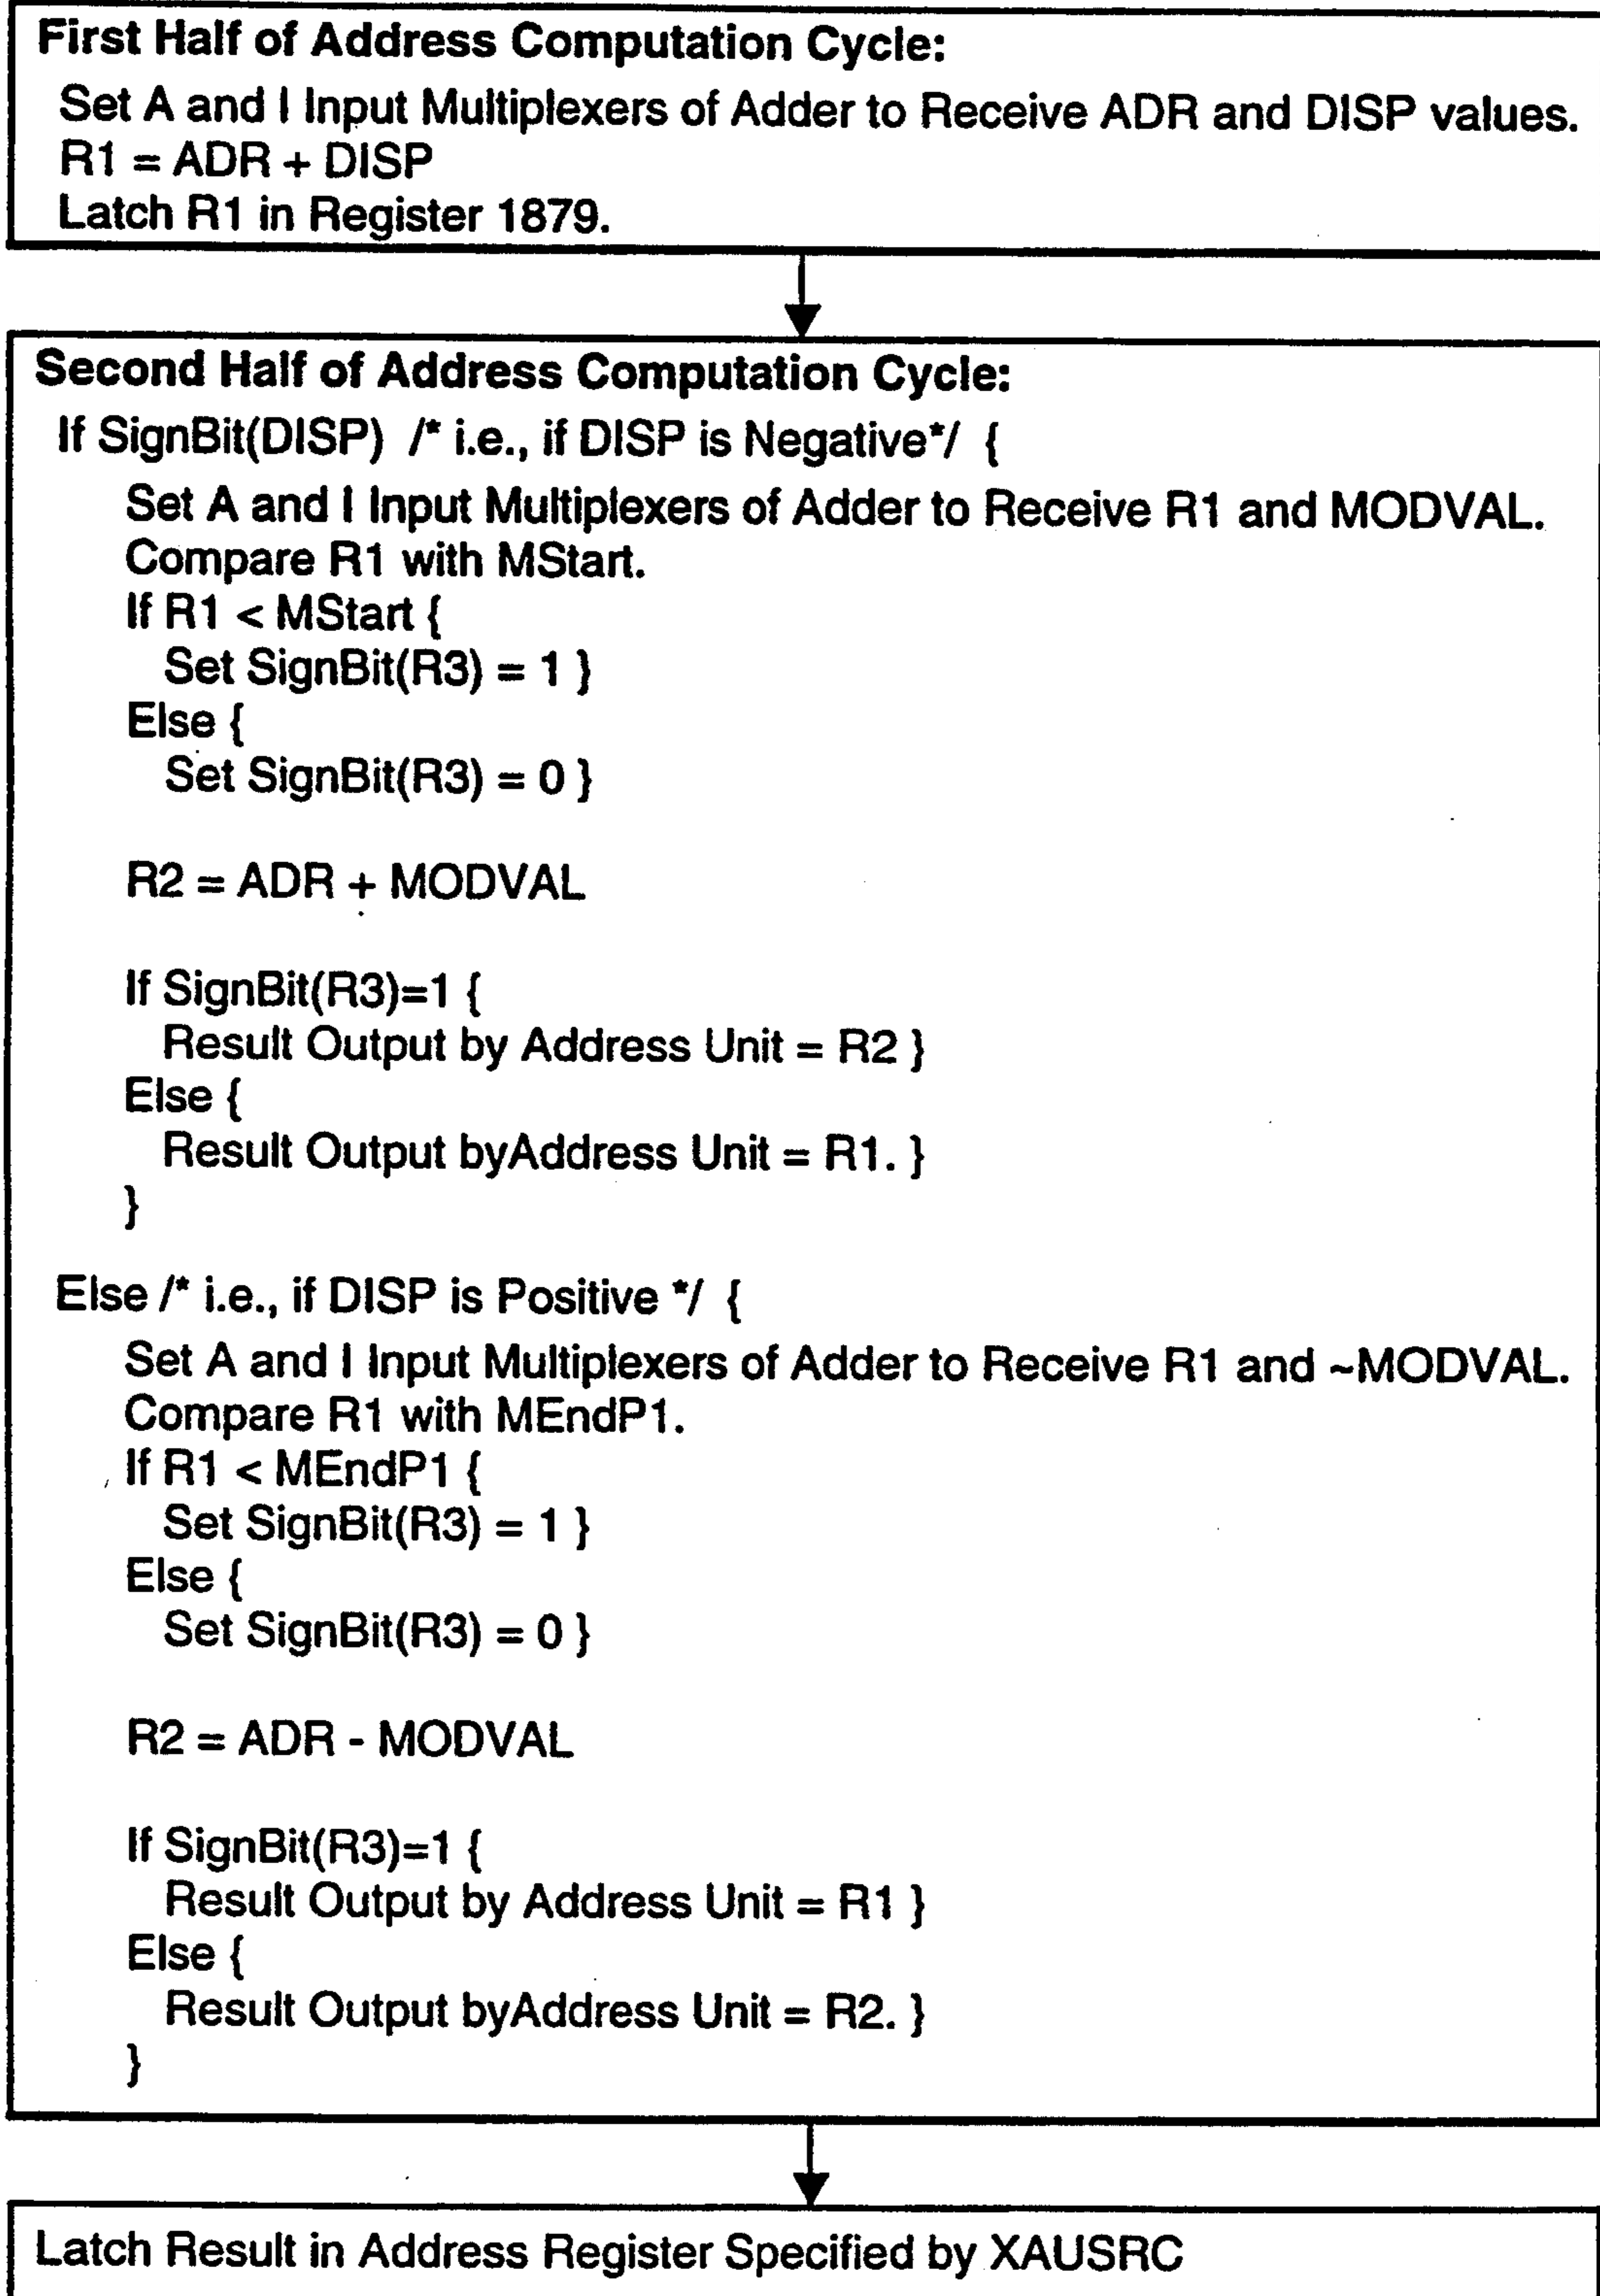 First Half of Address Computation Cycle:
Set A and I Input Multiplexers of Adder to Receive ADR and DISP values.
R1 = ADR + DISP
Latch R1 in Register 1879.
Second Half of Address Computation Cycle:
If SignBit(DISP) /* i.e., if DISP is Negative*/ {
Set A and I Input Multiplexers of Adder to Receive R1 and MODVAL.
Compare R1 with MStart.
If R1 < MStart {
Set SignBit(R3) = 1 }
Else {
Set SignBit(R3) = 0 }
R2 = ADR + MODVAL
If SignBit(R3)=1 {
Result Output by Address Unit = R2 }
Else {
Result Output byAddress Unit = R1. }
}
Else /* i.e., if DISP is Positive */ {
Set A and I Input Multiplexers of Adder to Receive R1 and ~MODVAL.
Compare R1 with MEndP1.
If R1 < MEndP1 {
Set SignBit(R3) = 1 }
Else {
Set SignBit(R3) = 0 }
R2 = ADR - MODVAL
If SignBit(R3)=1 {
Result Output by Address Unit = R1 }
Else {
Result Output byAddress Unit = R2. }
}
Latch Result in Address Register Specified by XAUSRC